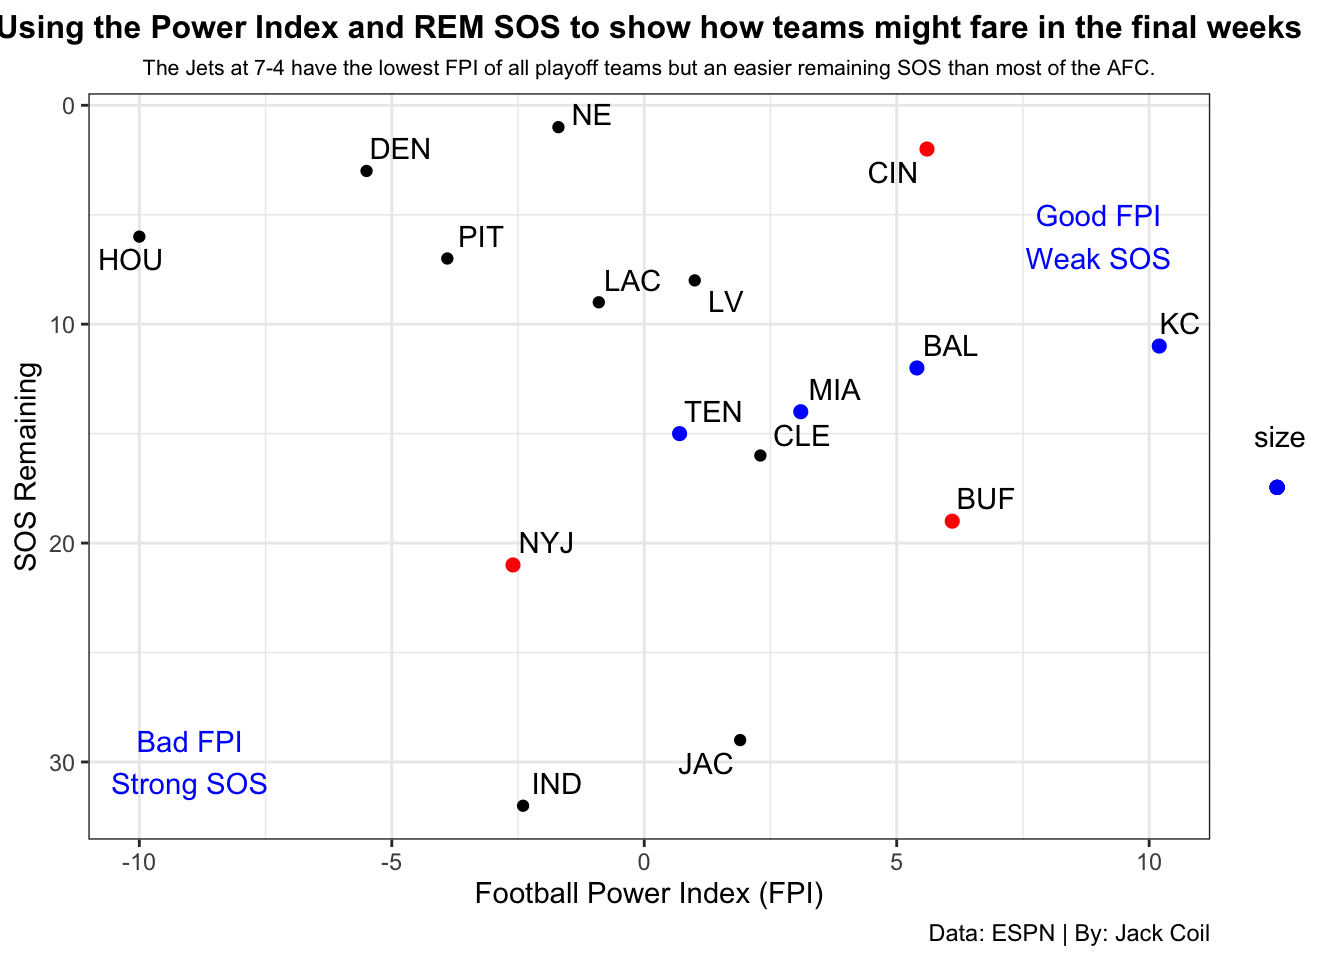 Using the Power Index and REM SOS to show how teams might fare in the final weeks
The Jets at 7-4 have the lowest FPI of all playoff teams but an easier remaining SOS than most of the AFC.
0
NE
DEN
CIN
Good FPI
Weak SOS
PIT
HOU
LAC
LV
10
KC
BAL
MIA
TEN
CLE
size
SOS Remaining
BUF
20
NYJ
Bad FPI
Strong SOS
30
JAC
IND
-10 -5 0 5 10
Football Power Index (FPI)
Data: ESPN | By: Jack Coil